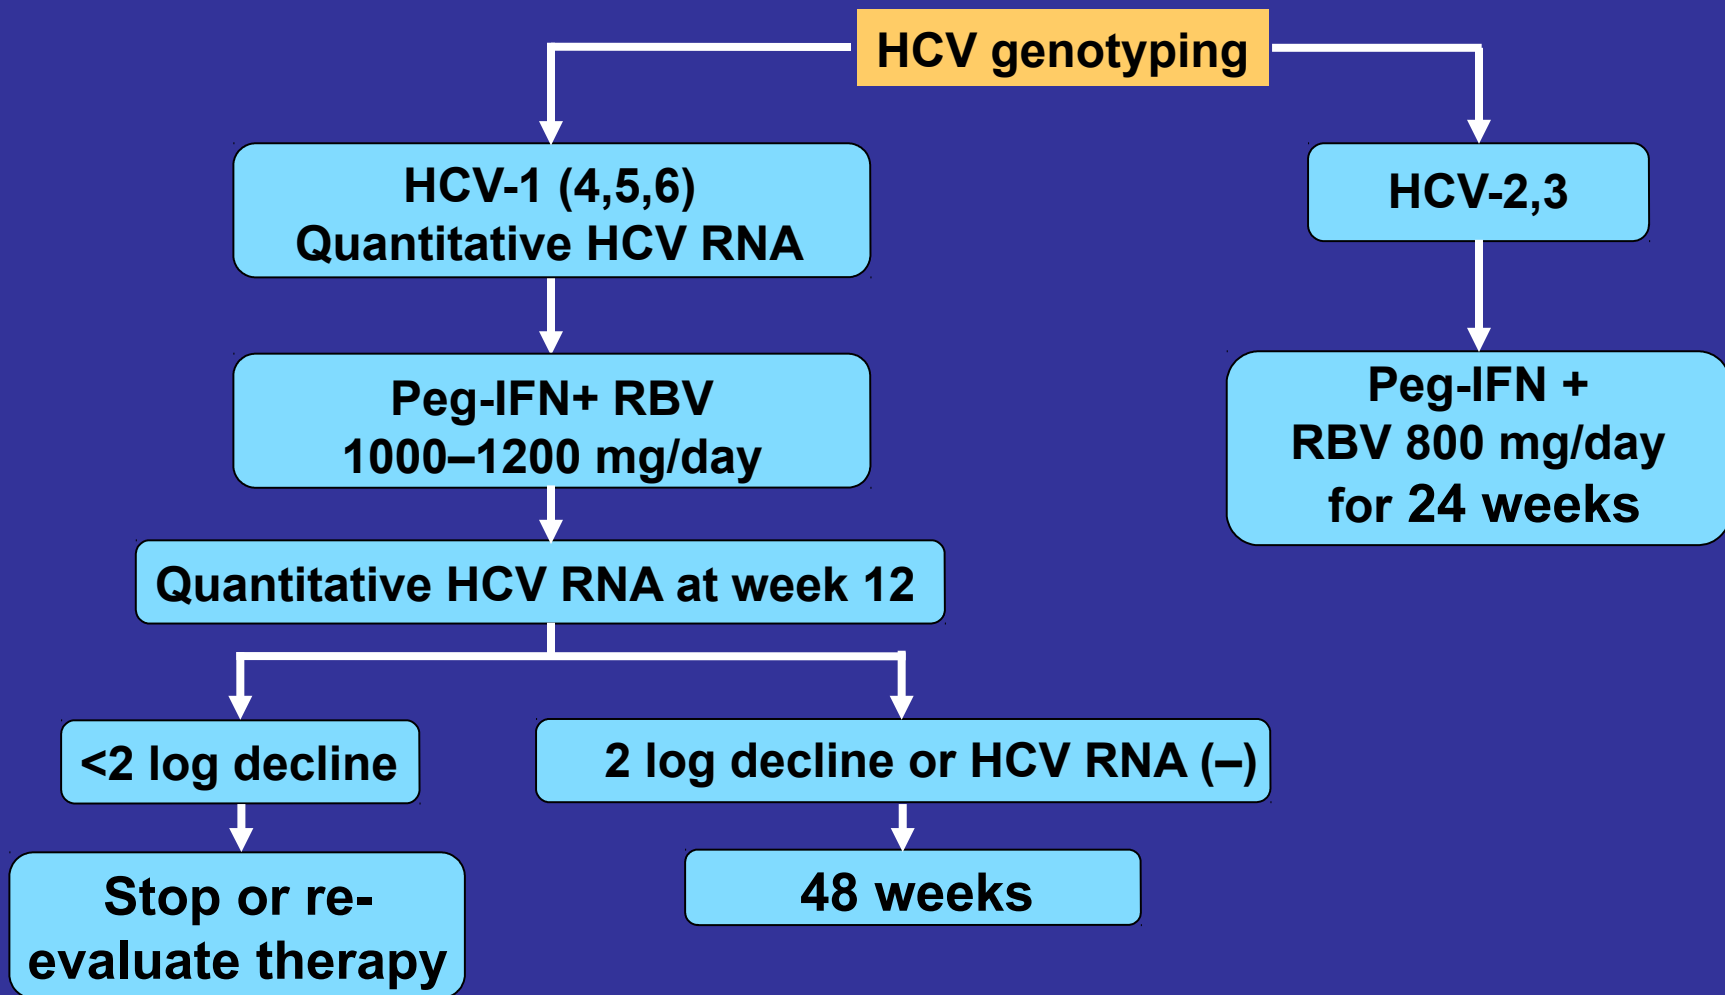 HCV genotyping
HCV-1 (4,5,6)
Quantitative HCV RNA
HCV-2,3
Peg-IFN+ RBV
1000–1200 mg/day
Peg-IFN +
RBV 800 mg/day
for 24 weeks
Quantitative HCV RNA at week 12
<2 log decline
2 log decline or HCV RNA (–)
Stop or re-
evaluate therapy
48 weeks